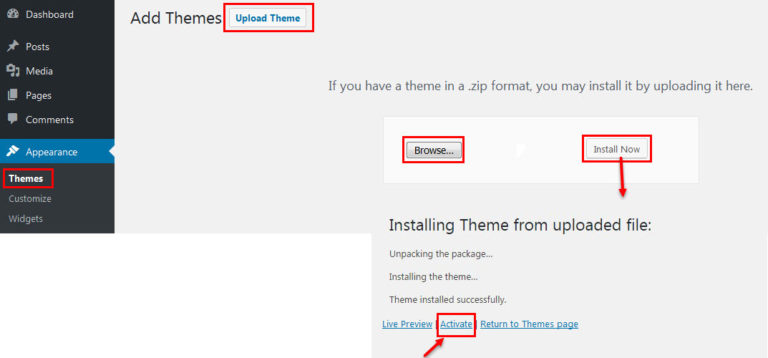 Dashboard
Posts
Media
Pages
Comments
Appearance
Themes
Customize
Widgets
Add Themes Upload Theme
If you have a theme in a .zip format, you may install it by uploading it here.
Browse... Install Now
Installing Theme from uploaded file:
Unpacking the package...
Installing the theme...
Theme installed successfully.
Live Preview | Activate | Return to Themes page